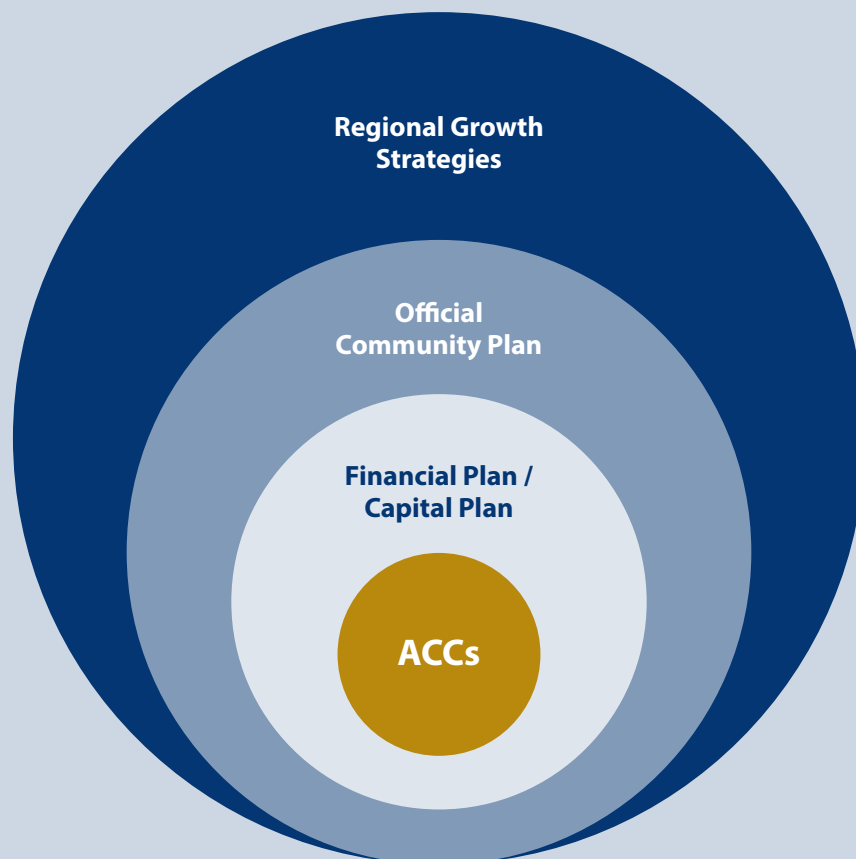 Regional Growth
Strategies
Official
Community Plan
Financial Plan /
Capital Plan
ACCs